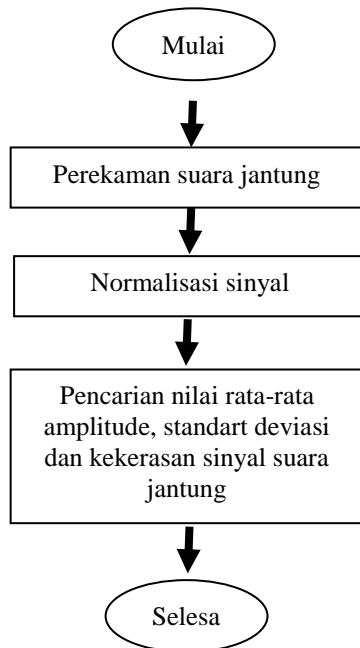 Mulai
Perekaman suara jantung
Normalisasi sinyal
Pencarian nilai rata-rata
amplitude, standart deviasi
dan kekerasan sinyal suara
jantung
Selesa